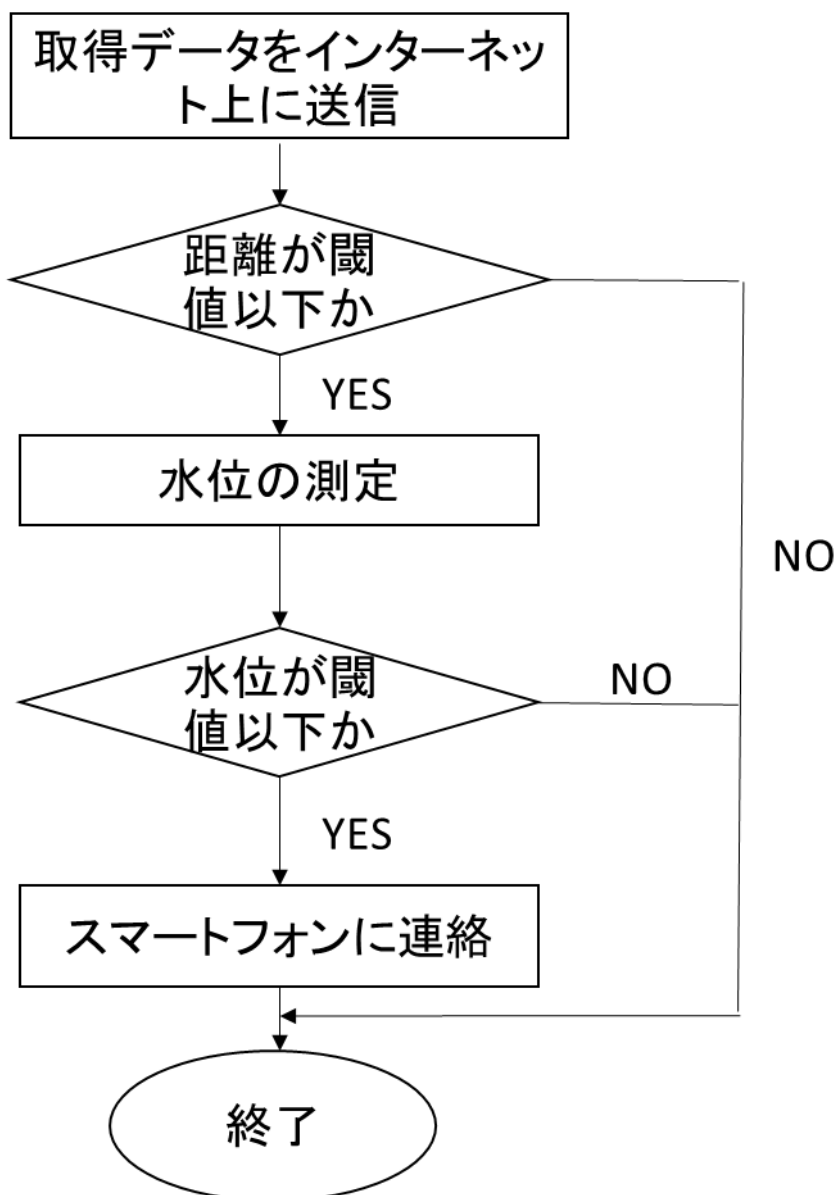 取得データをインターネッ
ト上に送信
距離が閾
値以下か
YES
水位の測定
NO
水位が閾
値以下か
NO
YES
スマートフォンに連絡
終了